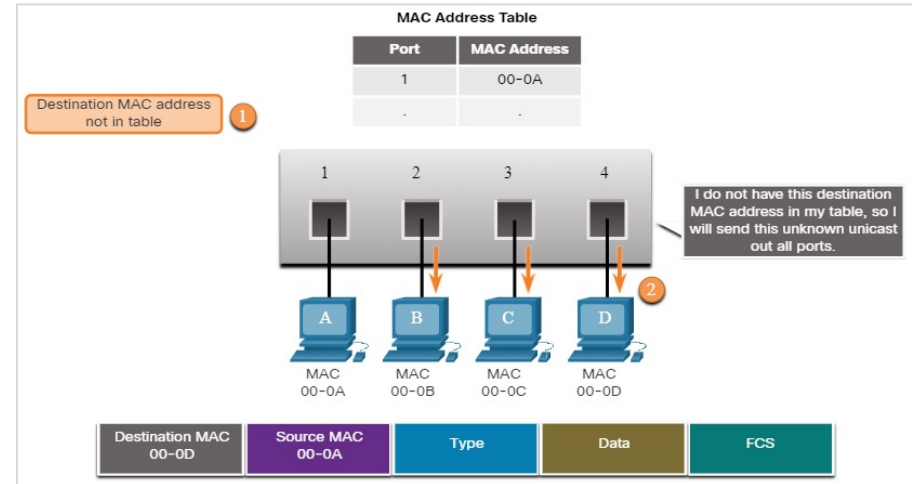 MAC Address Table
Port MAC Address
1 00-0A
. .
Destination MAC address
not in table
1
1 2 3 4
I do not have this destination
MAC address in my table, so I
will send this unknown unicast
out all ports.
2
A B C D
MAC MAC MAC MAC
00-0A 00-0B 00-0C 00-0D
Destination MAC Source MAC Type Data FCS
00-0D 00-0A